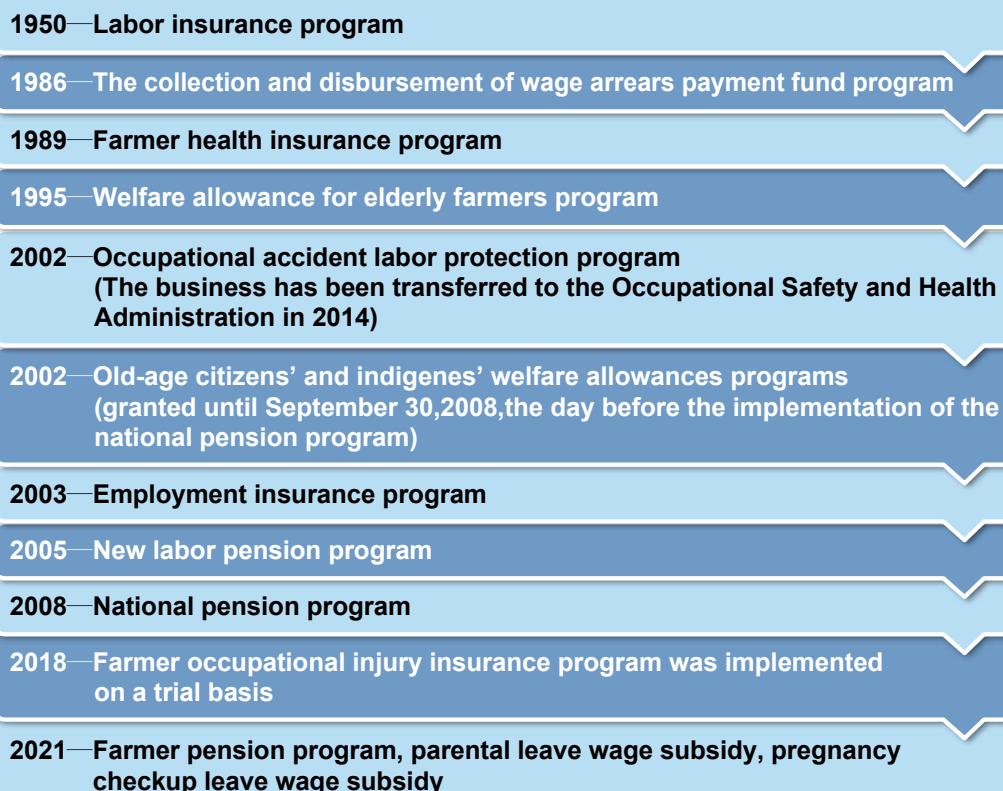 1950—Labor insurance program
1986—The collection and disbursement of wage arrears payment fund program
1989—Farmer health insurance program
1995—Welfare allowance for elderly farmers program
2002—Occupational accident labor protection program
(The business has been transferred to the Occupational Safety and Health
Administration in 2014)
2002—Old-age citizens’ and indigenes’ welfare allowances programs
(granted until September 30,2008,the day before the implementation of the
national pension program)
2003—Employment insurance program
2005—New labor pension program
2008—National pension program
2018—Farmer occupational injury insurance program was implemented
on a trial basis
2021—Farmer pension program, parental leave wage subsidy, pregnancy
checkup leave wage subsidy